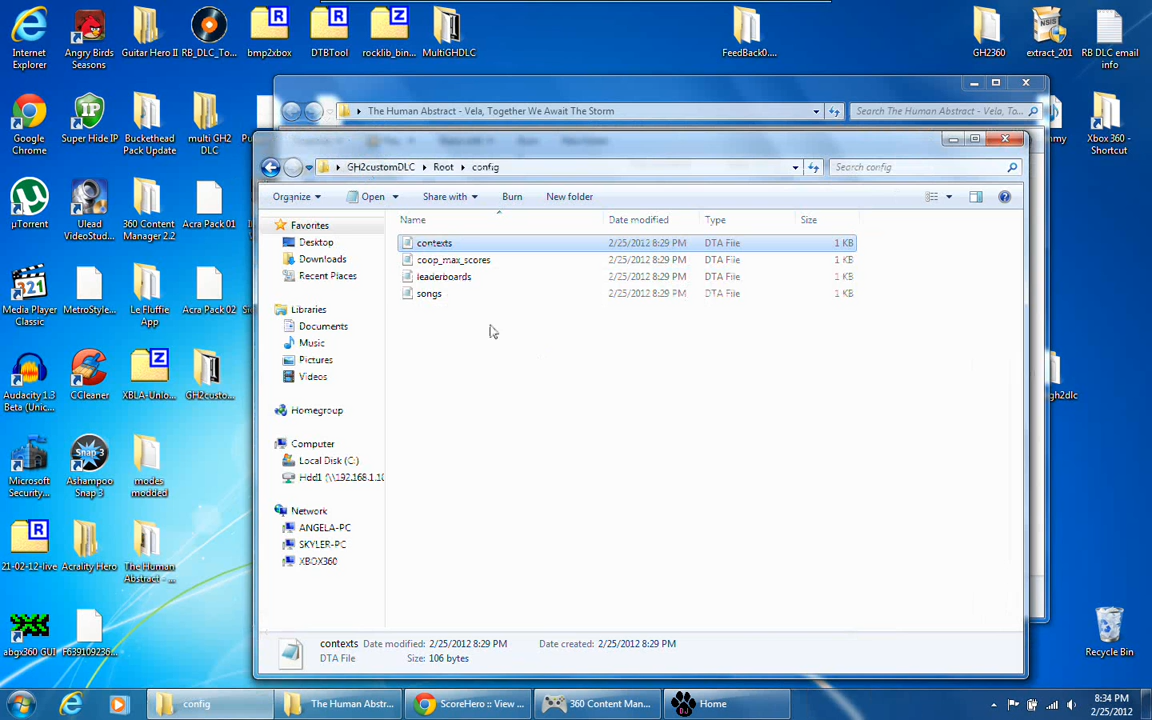 Internet Explorer
Angry Birds Seasons
Guitar Hero II
RB_DLC_To...
bmp2xbox
DTBTool
rocklib_bin...
MultiGHDLC
FeedBack0....
GH2360
extract_201
RB DLC email info
The Human Abstract - Vela, Together We Await The Storm
Search The Human Abstract - Vela, To...
Google Chrome
Super Hide IP
Buckethead Pack Update
multi GH2 DLC
Xbox 360 - Shortcut
GH2customDLC
Root
config
Search config
Organize
Open
Share with
Burn
New folder
µTorrent
Ulead VideoStud...
360 Content Manager 2.2
Acra Pack 01
Favorites
Desktop
Downloads
Recent Places
Libraries
Documents
Music
Pictures
Videos
Homegroup
Computer
Local Disk (C:)
Hdd1 (\\192.168.1.10
Network
ANGELA-PC
SKYLER-PC
XBOX360
Name
Date modified
Type
Size
contexts 2/25/2012 8:29 PM DTA File 1 KB
coop_max_scores 2/25/2012 8:29 PM DTA File 1 KB
leaderboards 2/25/2012 8:29 PM DTA File 1 KB
songs 2/25/2012 8:29 PM DTA File 1 KB
Media Player Classic
MetroStyle...
Le Fluffie App
Acra Pack 02
Audacity 1.3 Beta (Unic...
CCleaner
XBLA-Unlo...
GH2custo...
gh2dlc
Microsoft Security...
Ashampoo Snap 3
modes modded
21-02-12-live
Acrality Hero
The Human Abstract - ...
abgx360 GUI
F639109236...
Recycle Bin
contexts Date modified: 2/25/2012 8:29 PM Date created: 2/25/2012 8:29 PM
DTA File Size: 106 bytes
config
The Human Abstr...
ScoreHero :: View ...
360 Content Man...
Home
8:34 PM
2/25/2012